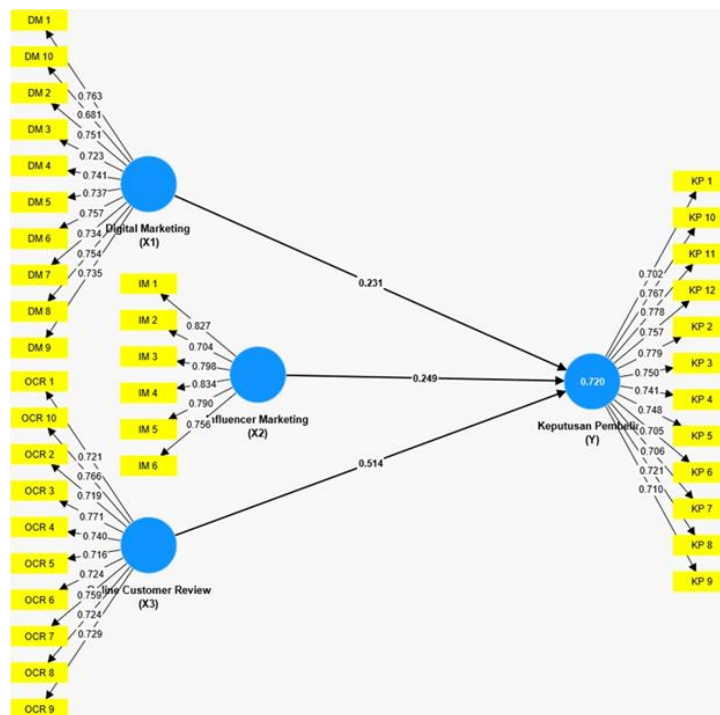 DM 1
DM 10
DM 2
DM 3
DM 4
DM 5
DM 6
DM 7
DM 8
DM 9
0.763
0.681
0.751
0.723
0.741
0.737
0.757
0.734
0.754
0.735
Digital Marketing
(X1)
IM 1
IM 2
IM 3
IM 4
IM 5
IM 6
0.827
0.704
0.798
0.834
0.790
0.756
nfluencer Marketing
(X2)
OCR 1
OCR 10
OCR 2
OCR 3
OCR 4
OCR 5
OCR 6
OCR 7
OCR 8
OCR 9
0.721
0.766
0.719
0.771
0.740
0.716
0.724
0.759
0.724
0.729
Customer Review
(X3)
0.231
0.249
0.514
0.720
Keputusan
(Y)
KP 1
KP 10
KP 11
KP 12
KP 2
KP 3
KP 4
KP 5
KP 6
KP 7
KP 8
KP 9
0.702
0.767
0.778
0.757
0.779
0.750
0.741
0.748
0.705
0.706
0.721
0.710